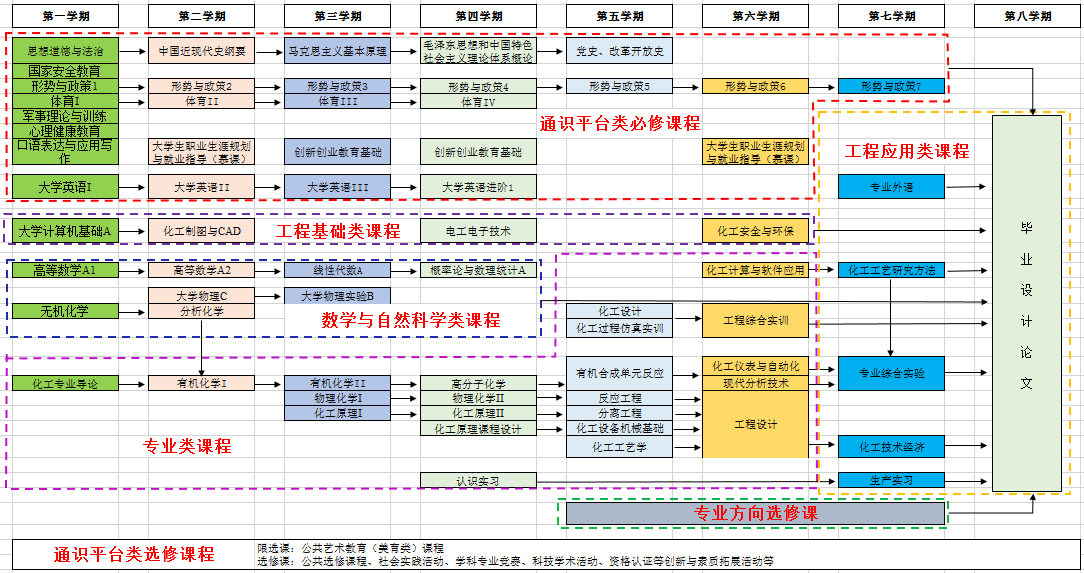 第一学期 第二学期 第三学期 第四学期 第五学期 第六学期 第七学期 第八学期
思想道德与法治 中国近现代史纲要 马克思主义基本原理 毛泽东思想和中国特色 党史、改革开放史
社会主义理论体系概论
国家安全教育
形势与政策1 形势与政策2 形势与政策3 形势与政策4 形势与政策5 形势与政策6 形势与政策7
体育I 体育II 体育III 体育IV
军事理论与训练
通识平台类必修课程
心理健康教育
口语表达与应用写 大学生职业生涯规划 创新创业教育基础 创新创业教育基础 大学生职业生涯规划
作 与就业指导（慕课） 与就业指导（慕课）
工程应用类课程
大学英语I 大学英语II 大学英语III 大学英语进阶1 专业外语
大学计算机基础A 化工制图与CAD 工程基础类课程 电工电子技术 化工安全与环保
高等数学A1 高等数学A2 线性代数A 概率论与数理统计A 化工计算与软件应用 化工工艺研究方法
大学物理C 大学物理实验B
无机化学 分析化学 化工设计
数学与自然科学类课程 工程综合实训
化工过程仿真实训
毕业设计论文
有机合成单元反应 化工仪表与自动化 专业综合实验
化工专业导论 有机化学I 有机化学II 高分子化学 现代分析技术
物理化学I 物理化学II 反应工程
化工原理I 化工原理II 分离工程
化工原理课程设计 化工设备机械基础 工程设计
专业类课程 化工工艺学 化工技术经济
认识实习 生产实习
专业方向选修课
通识平台类选修课程
限选课：公共艺术教育（美育类）课程
选修课：公共选修课程、社会实践活动、学科专业竞赛、科技学术活动、资格认证等创新与素质拓展活动等